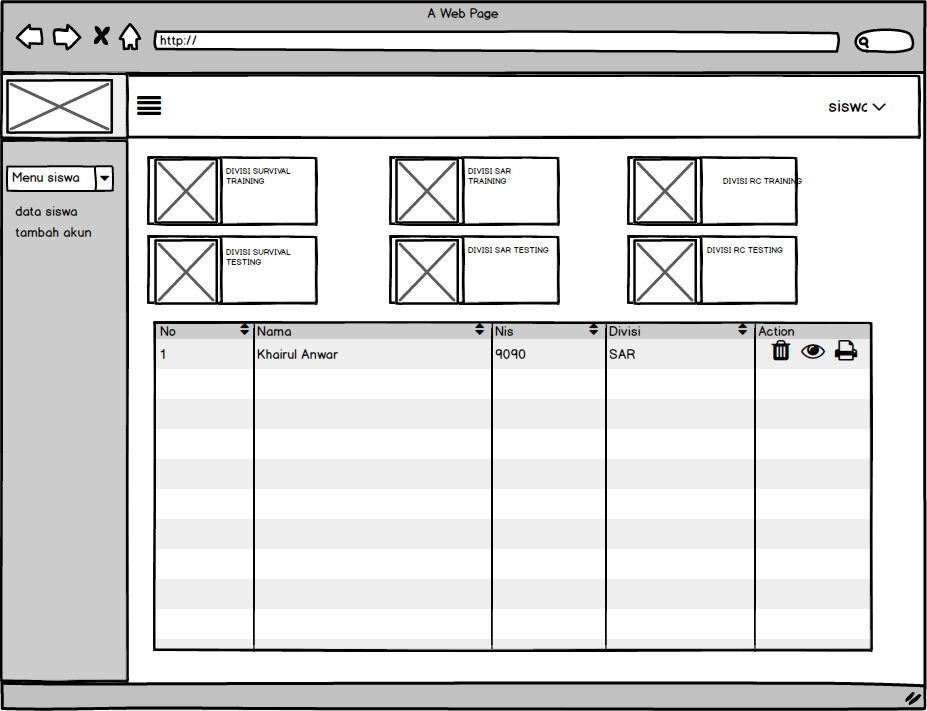 A Web Page
http://
siswa
Menu siswa
data siswa
tambah akun
DIVISI SURVIVAL
TRAINING
DIVISI SAR
TRAINING
DIVISI RC TRAINING
DIVISI SURVIVAL
TESTING
DIVISI SAR TESTING
DIVISI RC TESTING
No Nama Nis Divisi Action
1 Khairul Anwar 9090 SAR